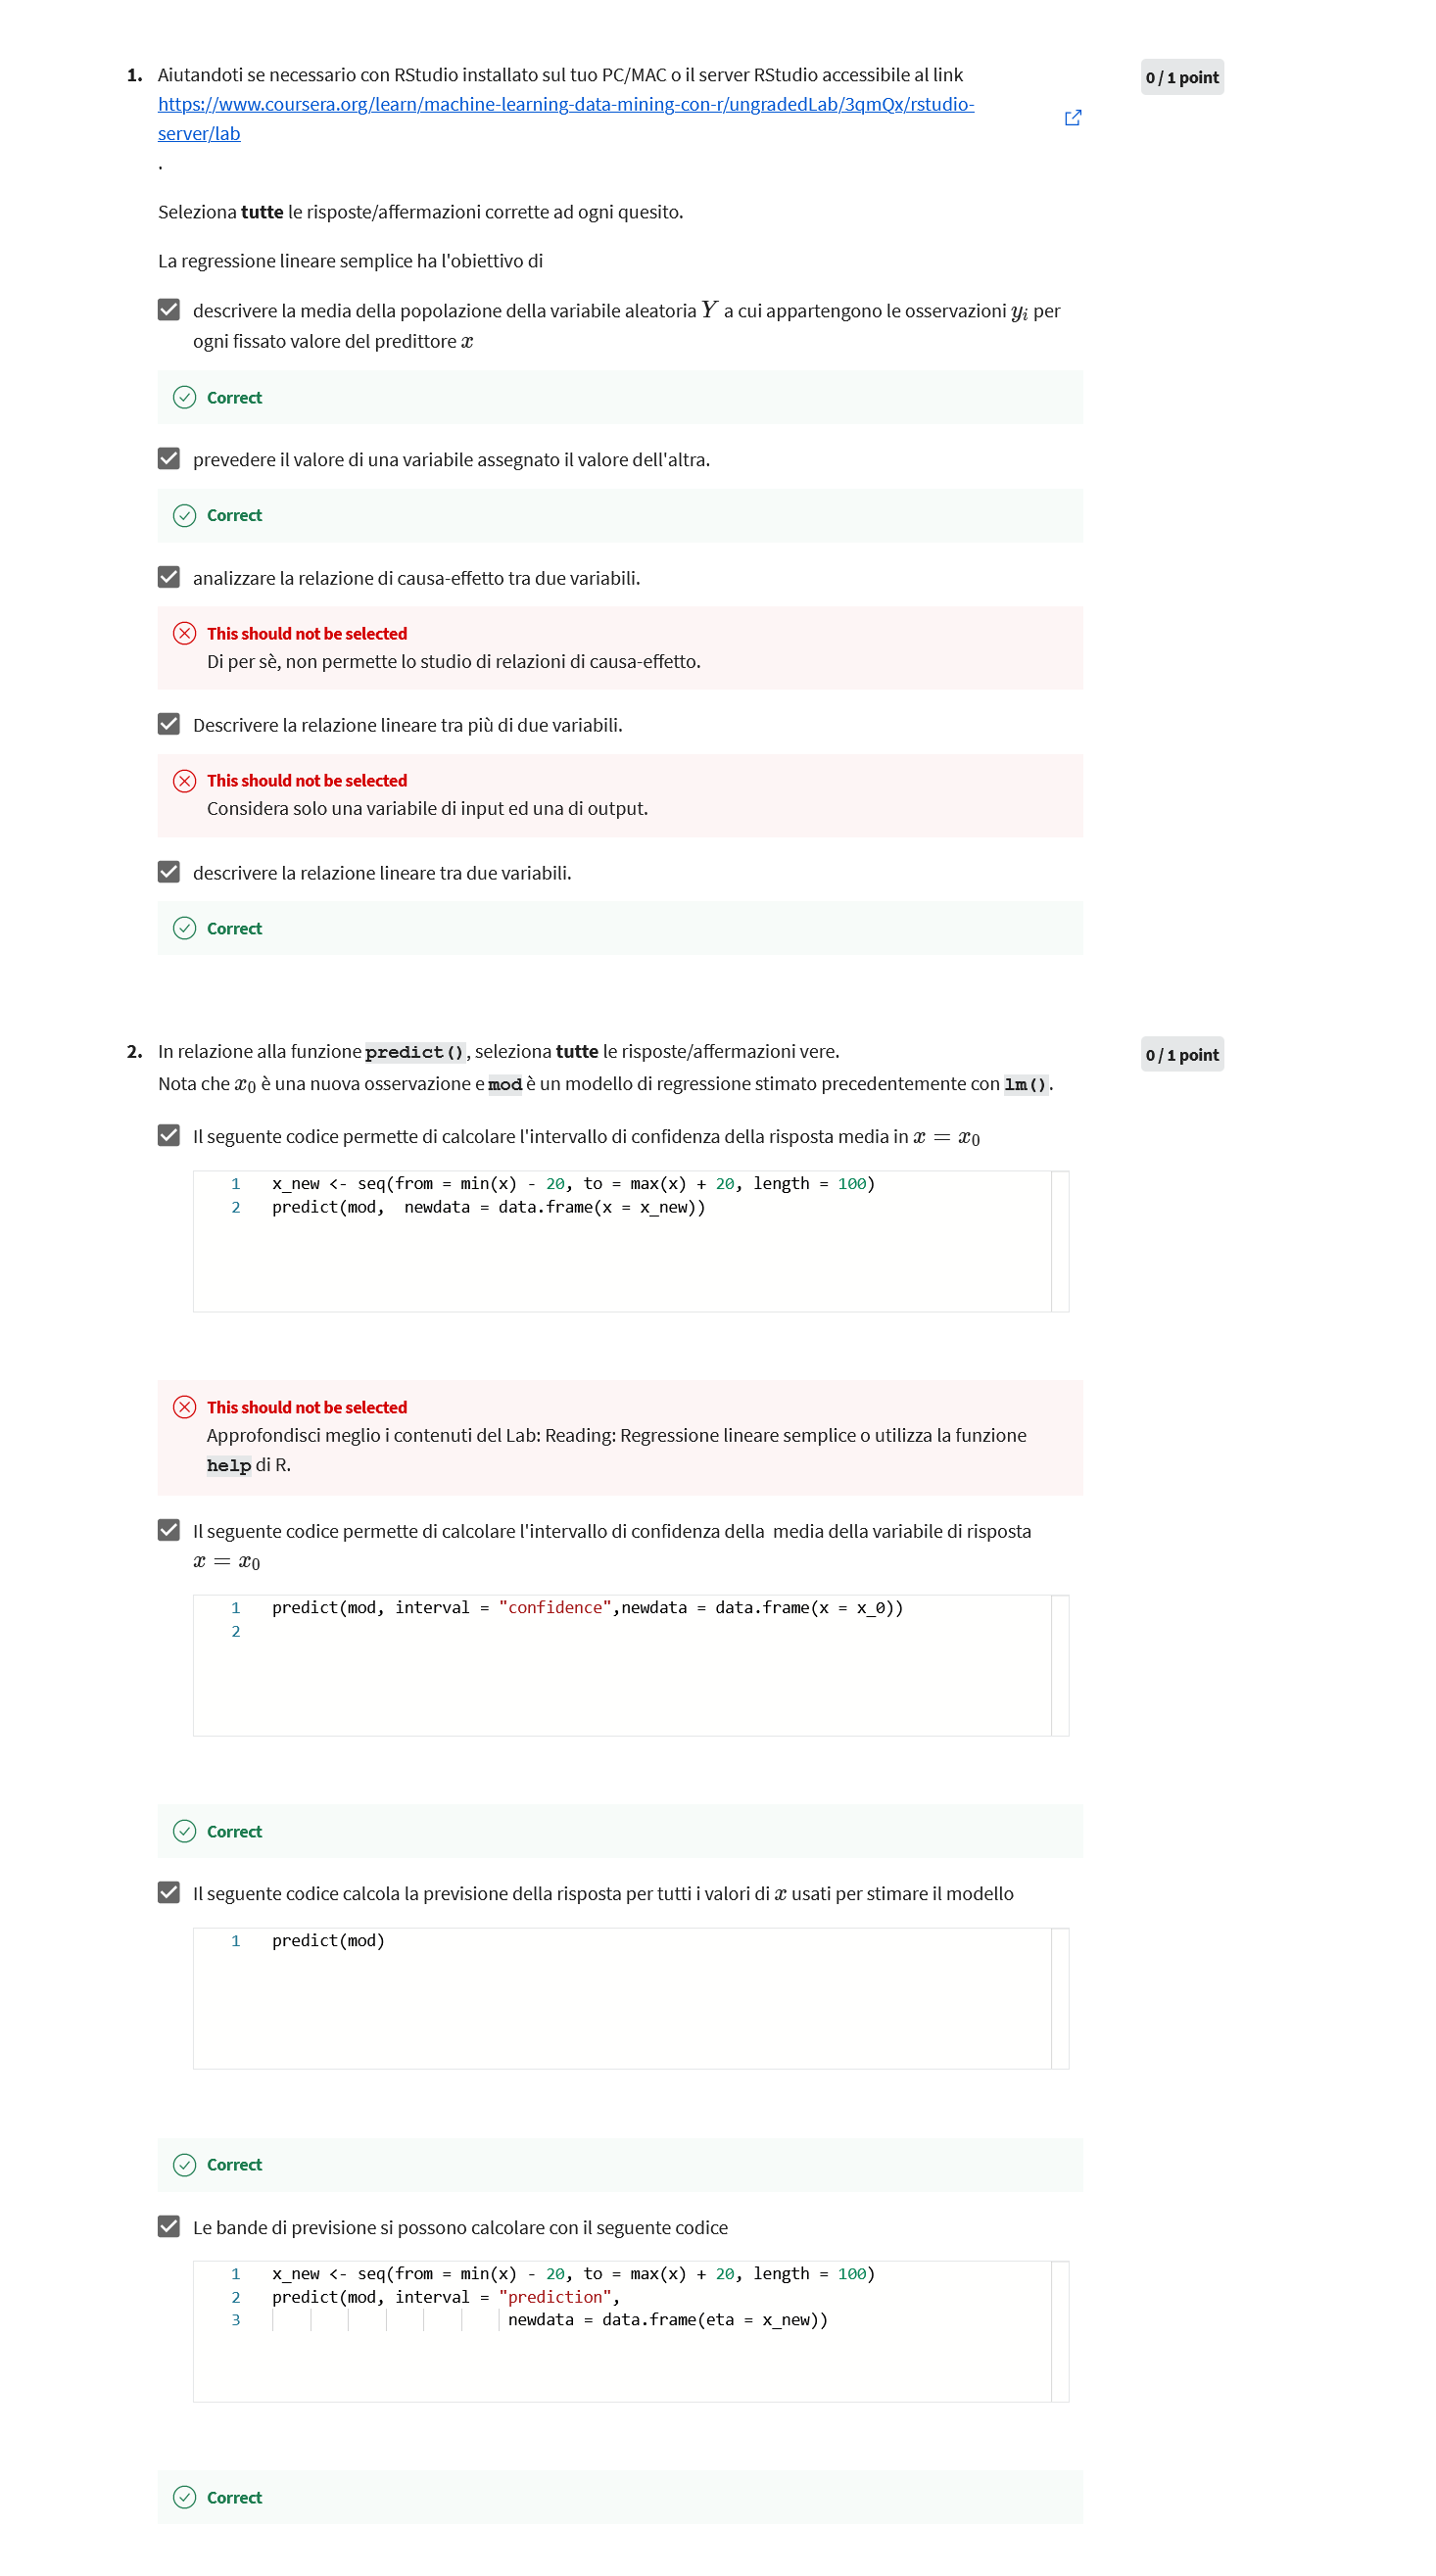 1. Aiutandoti se necessario con RStudio installato sul tuo PC/MAC o il server RStudio accessibile al link
0 / 1 point
https://www.coursera.org/learn/machine-learning-data-mining-con-r/ungradedLab/3qmQx/rstudio-
server/lab
.
Seleziona tutte le risposte/affermazioni corrette ad ogni quesito.
La regressione lineare semplice ha l'obiettivo di
descrivere la media della popolazione della variabile aleatoria Y a cui appartengono le osservazioni yᵢ per
ogni fissato valore del predittore x
Correct
prevedere il valore di una variabile assegnato il valore dell'altra.
Correct
analizzare la relazione di causa-effetto tra due variabili.
This should not be selected
Di per sè, non permette lo studio di relazioni di causa-effetto.
Descrivere la relazione lineare tra più di due variabili.
This should not be selected
Considera solo una variabile di input ed una di output.
descrivere la relazione lineare tra due variabili.
Correct
2. In relazione alla funzione predict(), seleziona tutte le risposte/affermazioni vere.
0 / 1 point
Nota che x₀ è una nuova osservazione e mod è un modello di regressione stimato precedentemente con lm().
Il seguente codice permette di calcolare l'intervallo di confidenza della risposta media in x = x₀
1 x_new <- seq(from = min(x) - 20, to = max(x) + 20, length = 100)
2 predict(mod,  newdata = data.frame(x = x_new))
This should not be selected
Approfondisci meglio i contenuti del Lab: Reading: Regressione lineare semplice o utilizza la funzione
help di R.
Il seguente codice permette di calcolare l'intervallo di confidenza della  media della variabile di risposta
x = x₀
1 predict(mod, interval = "confidence",newdata = data.frame(x = x_0))
2
Correct
Il seguente codice calcola la previsione della risposta per tutti i valori di x usati per stimare il modello
1 predict(mod)
Correct
Le bande di previsione si possono calcolare con il seguente codice
1 x_new <- seq(from = min(x) - 20, to = max(x) + 20, length = 100)
2 predict(mod, interval = "prediction",
3 newdata = data.frame(eta = x_new))
Correct